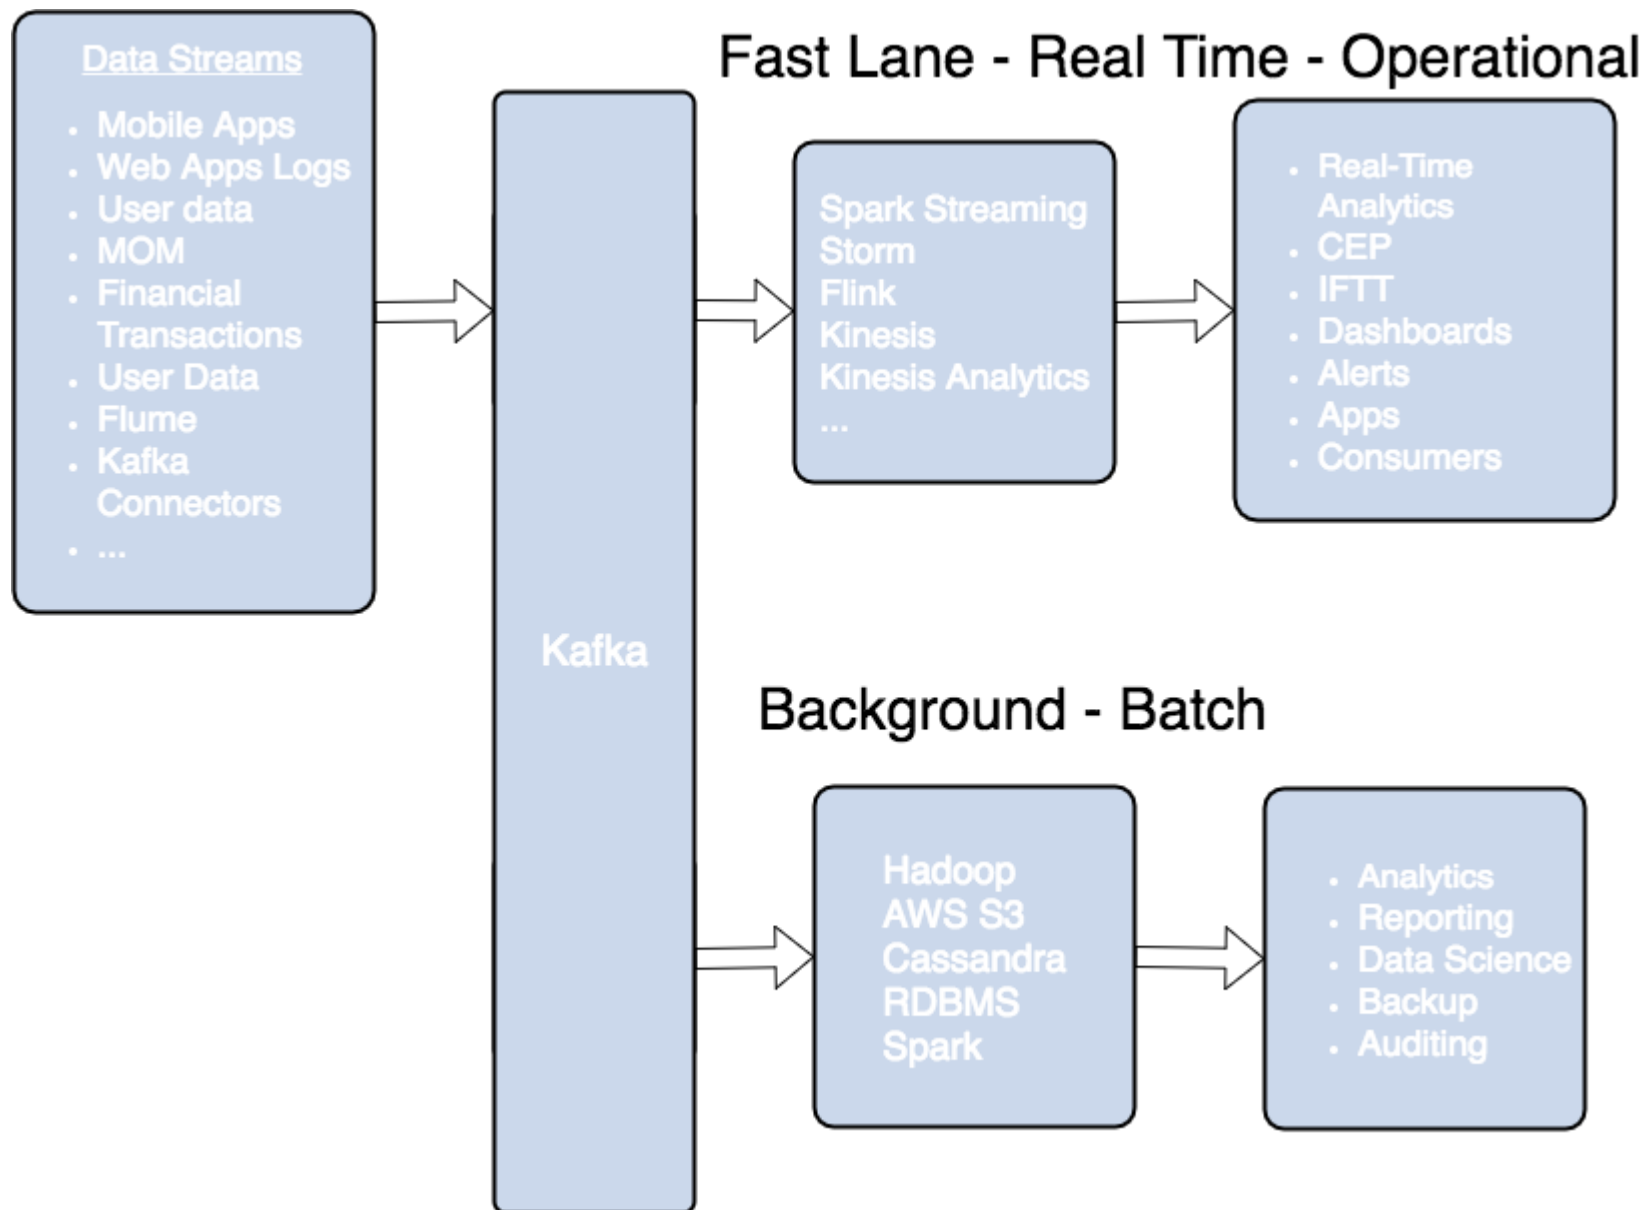 Data Streams
• Mobile Apps
• Web Apps Logs
• User data
• MOM
• Financial
Transactions
• User Data
• Flume
• Kafka
Connectors
• ...
Kafka
Fast Lane - Real Time - Operational
Spark Streaming
Storm
Flink
Kinesis
Kinesis Analytics
...
• Real-Time
Analytics
• CEP
• IFTT
• Dashboards
• Alerts
• Apps
• Consumers
Background - Batch
Hadoop
AWS S3
Cassandra
RDBMS
Spark
• Analytics
• Reporting
• Data Science
• Backup
• Auditing